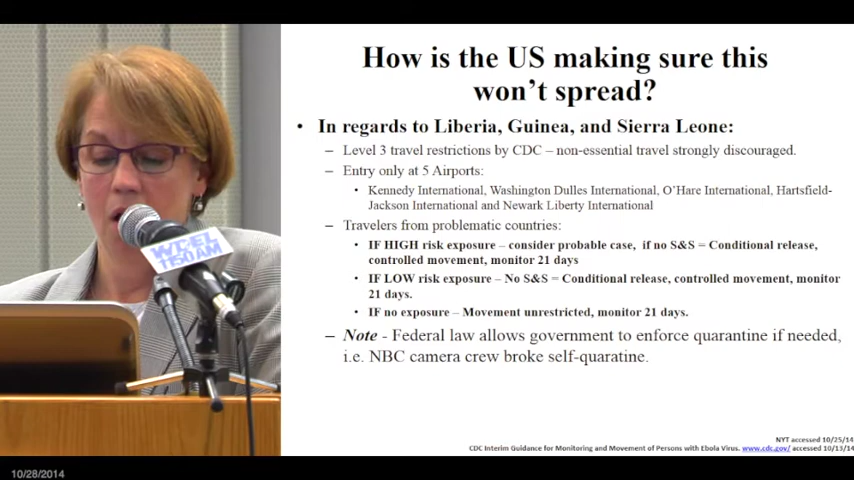 How is the US making sure this
won't spread?
• In regards to Liberia, Guinea, and Sierra Leone:
– Level 3 travel restrictions by CDC – non-essential travel strongly discouraged.
– Entry only at 5 Airports:
• Kennedy International, Washington Dulles International, O'Hare International, Hartsfield-
Jackson International and Newark Liberty International
– Travelers from problematic countries:
• IF HIGH risk exposure – consider probable case, if no S&S = Conditional release,
controlled movement, monitor 21 days
• IF LOW risk exposure – No S&S = Conditional release, controlled movement, monitor
21 days.
• IF no exposure – Movement unrestricted, monitor 21 days.
– Note - Federal law allows government to enforce quarantine if needed,
i.e. NBC camera crew broke self-quaratine.
NYT accessed 10/25/14
CDC Interim Guidance for Monitoring and Movement of Persons with Ebola Virus. www.cdc.gov/ accessed 10/13/14
WDEL
1150AM
10/28/2014